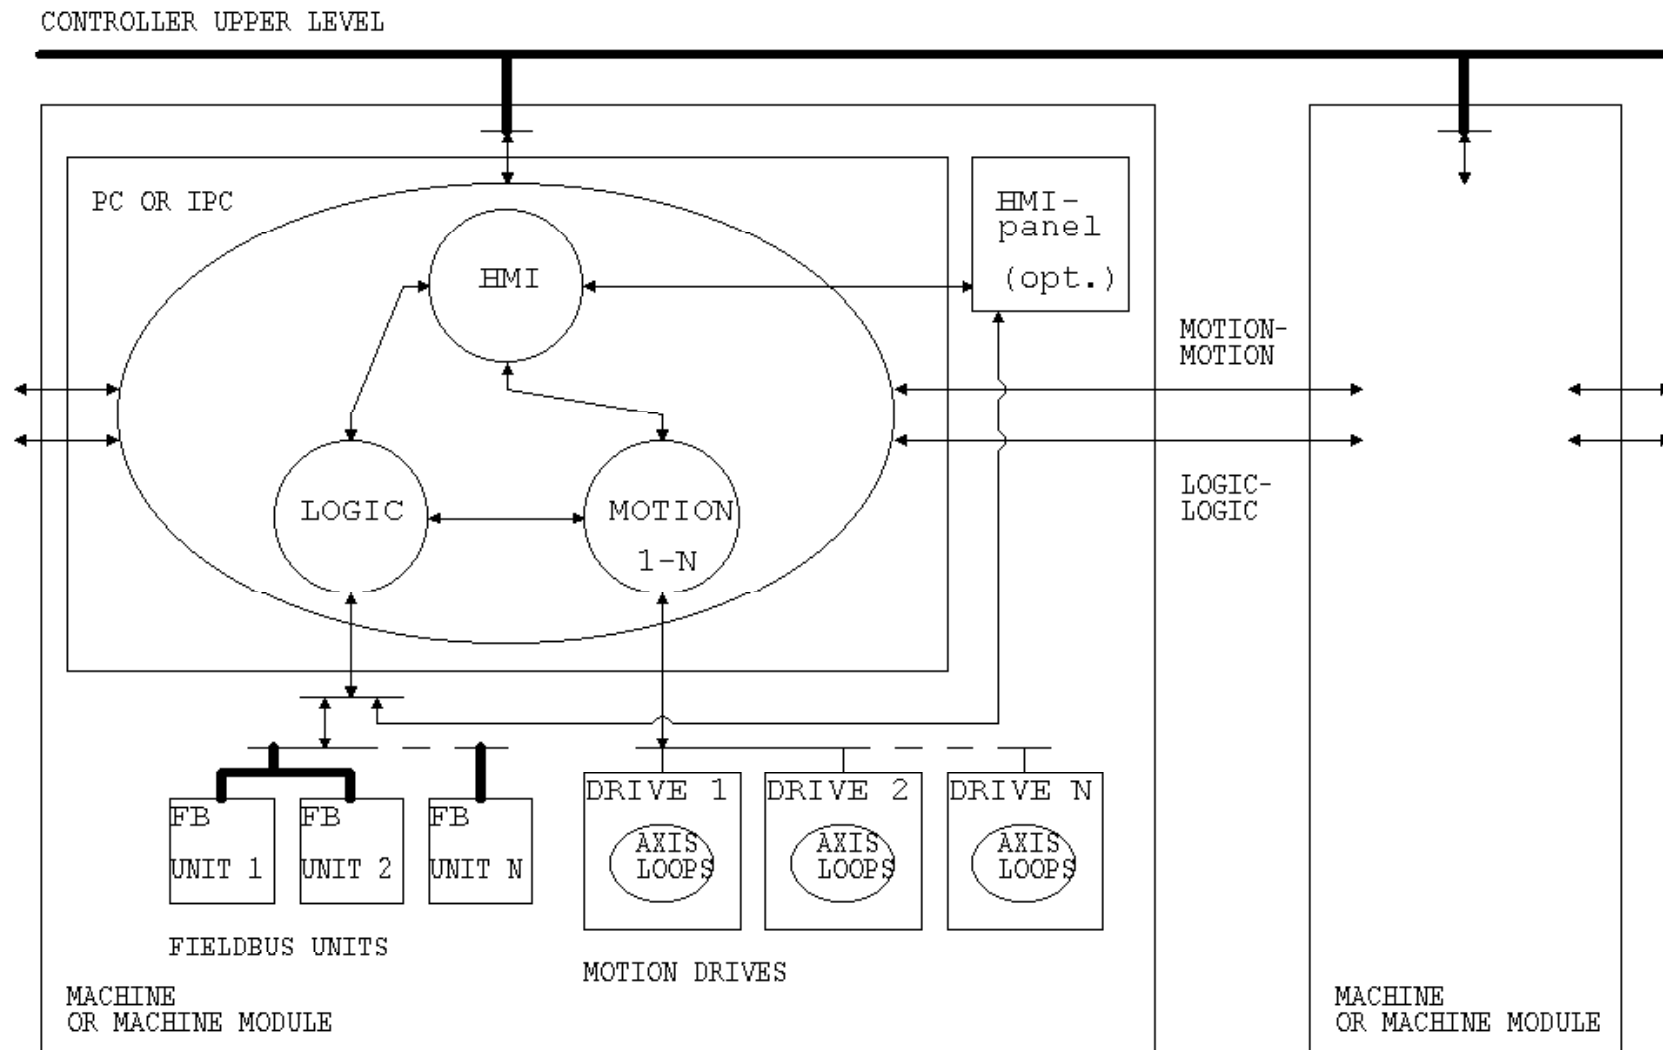 CONTROLLER UPPER LEVEL
PC OR IPC
HMI-
panel
(opt.)
HMI
MOTION-
MOTION
LOGIC
MOTION
1-N
LOGIC-
LOGIC
DRIVE 1
DRIVE 2
DRIVE N
FB
FB
FB
AXIS
LOOPS
AXIS
LOOPS
AXIS
LOOPS
UNIT 1
UNIT 2
UNIT N
FIELDBUS UNITS
MOTION DRIVES
MACHINE
OR MACHINE MODULE
MACHINE
OR MACHINE MODULE